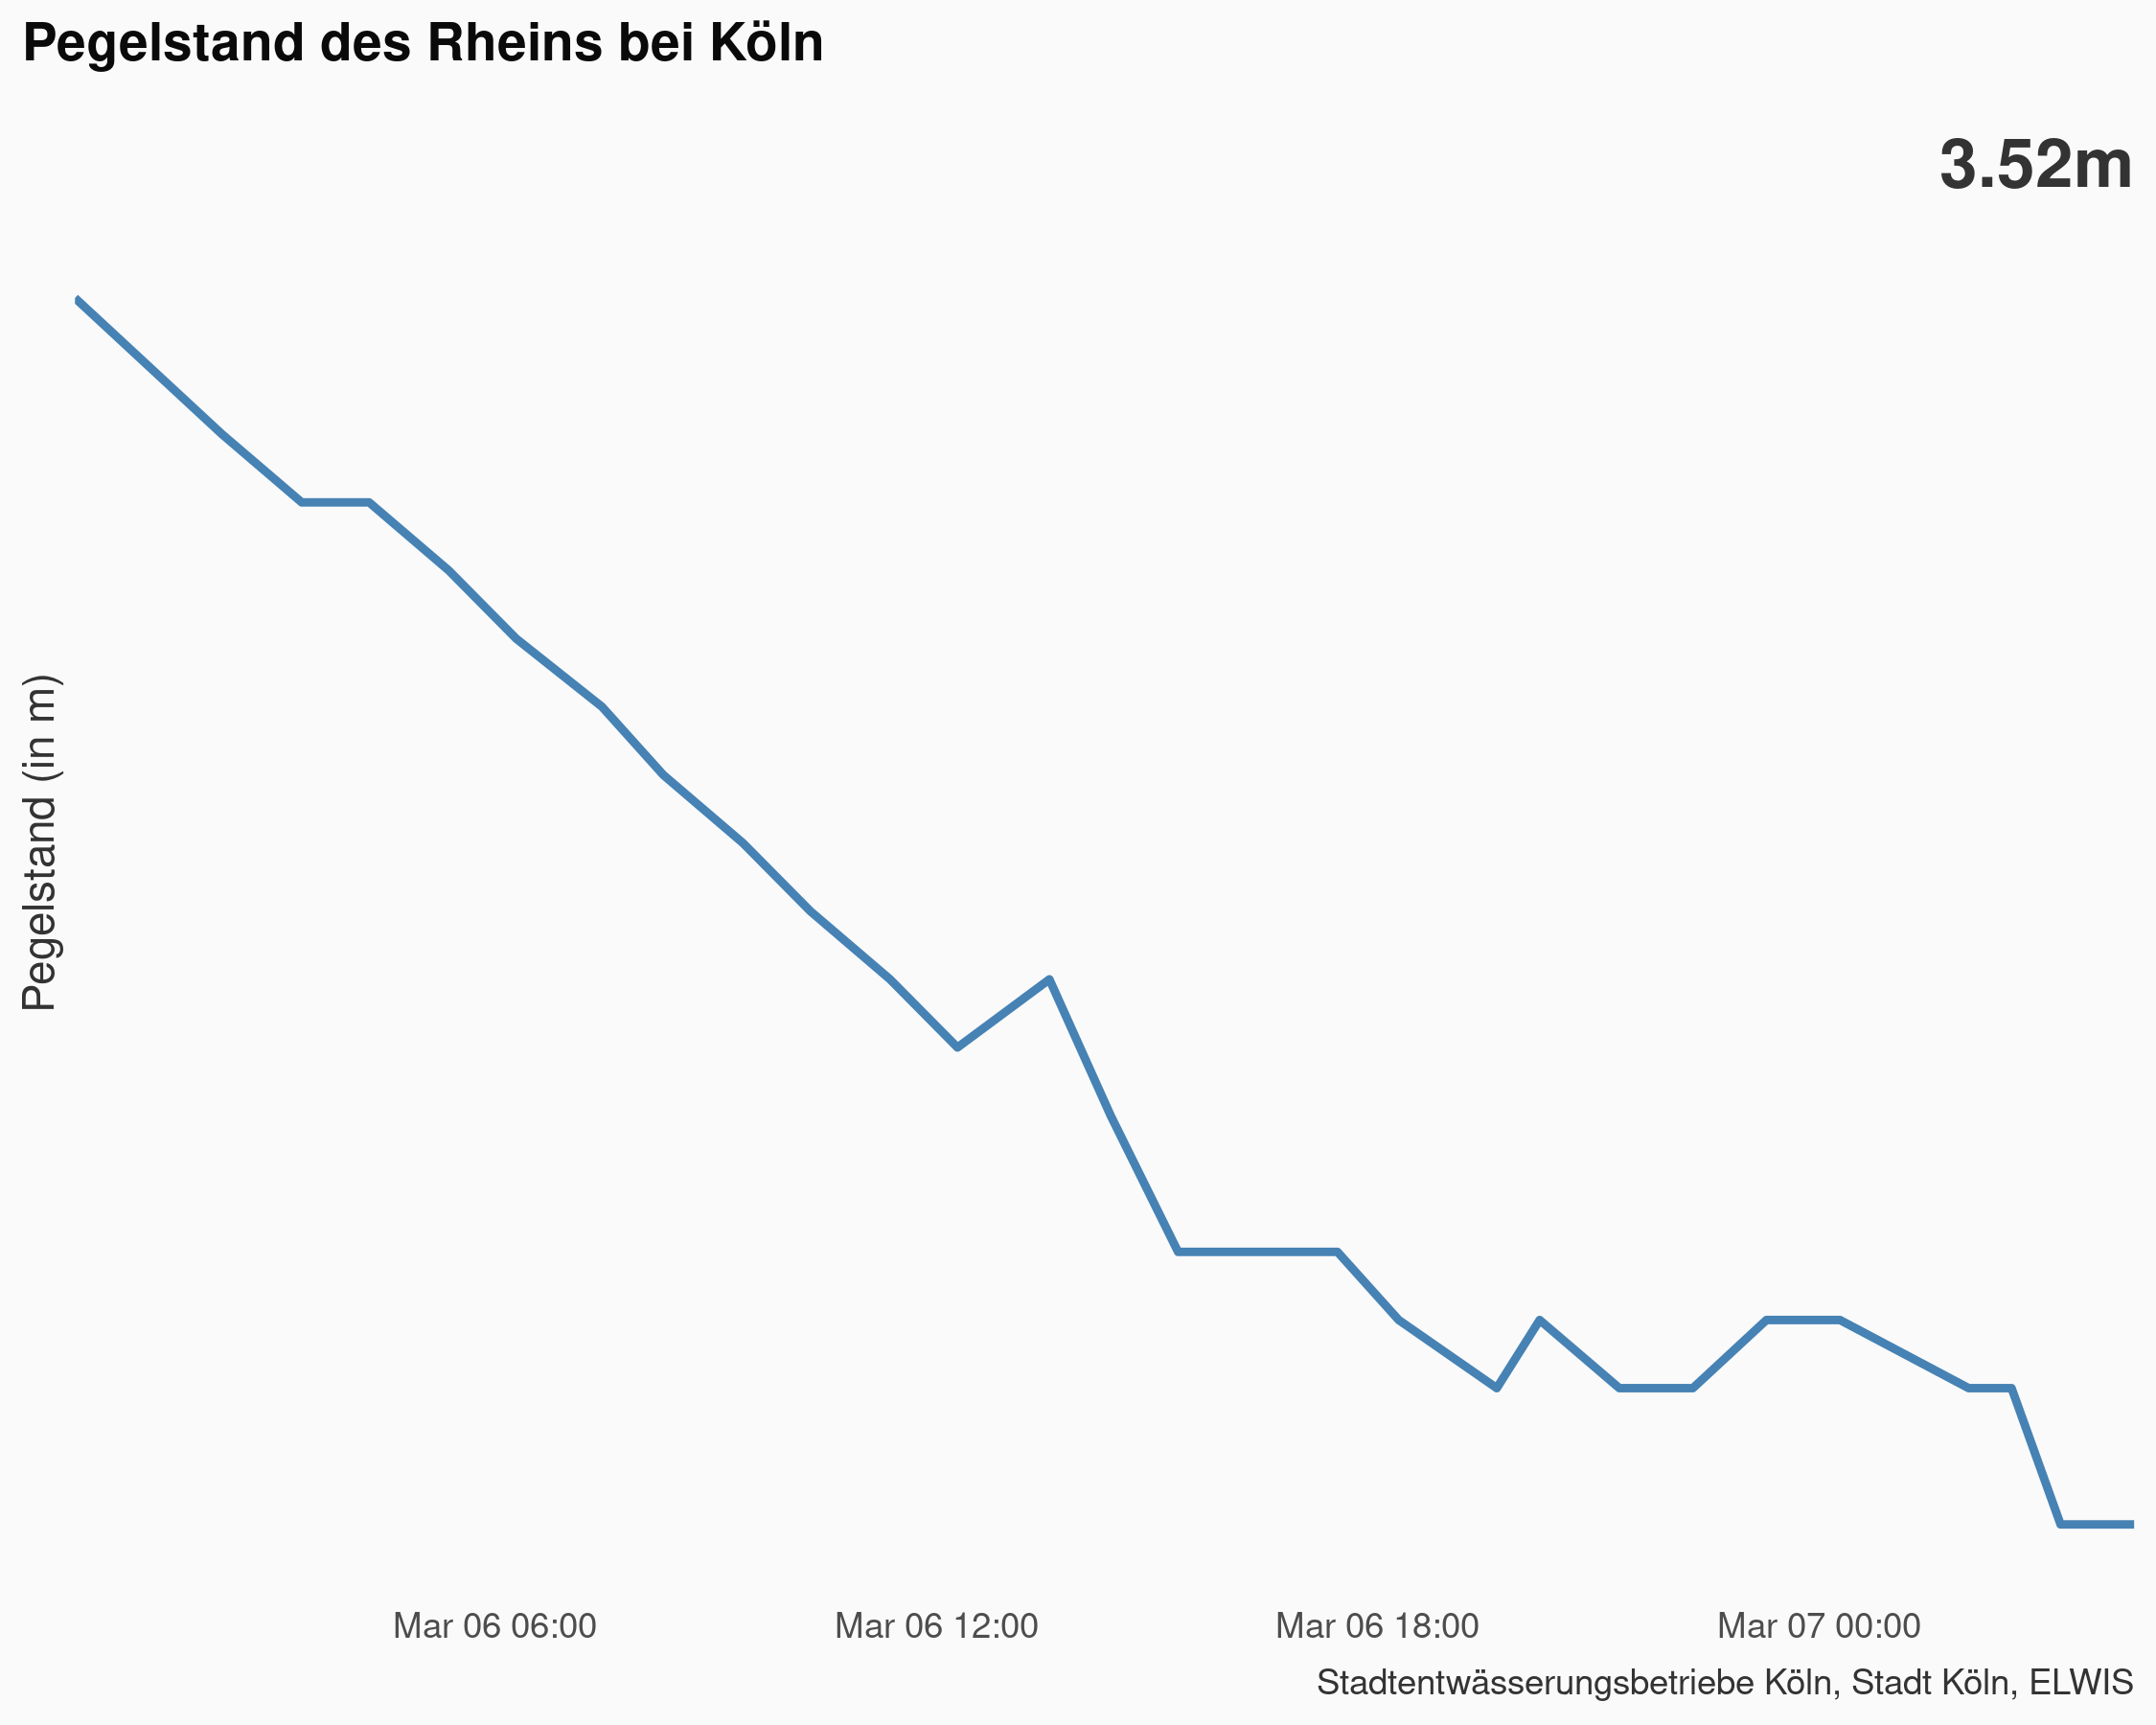 Pegelstand des Rheins bei Köln
3.52m
Pegelstand (in m)
Mar 06 06:00
Mar 06 12:00
Mar 06 18:00
Mar 07 00:00
Stadtentwässerungsbetriebe Köln, Stadt Köln, ELWIS